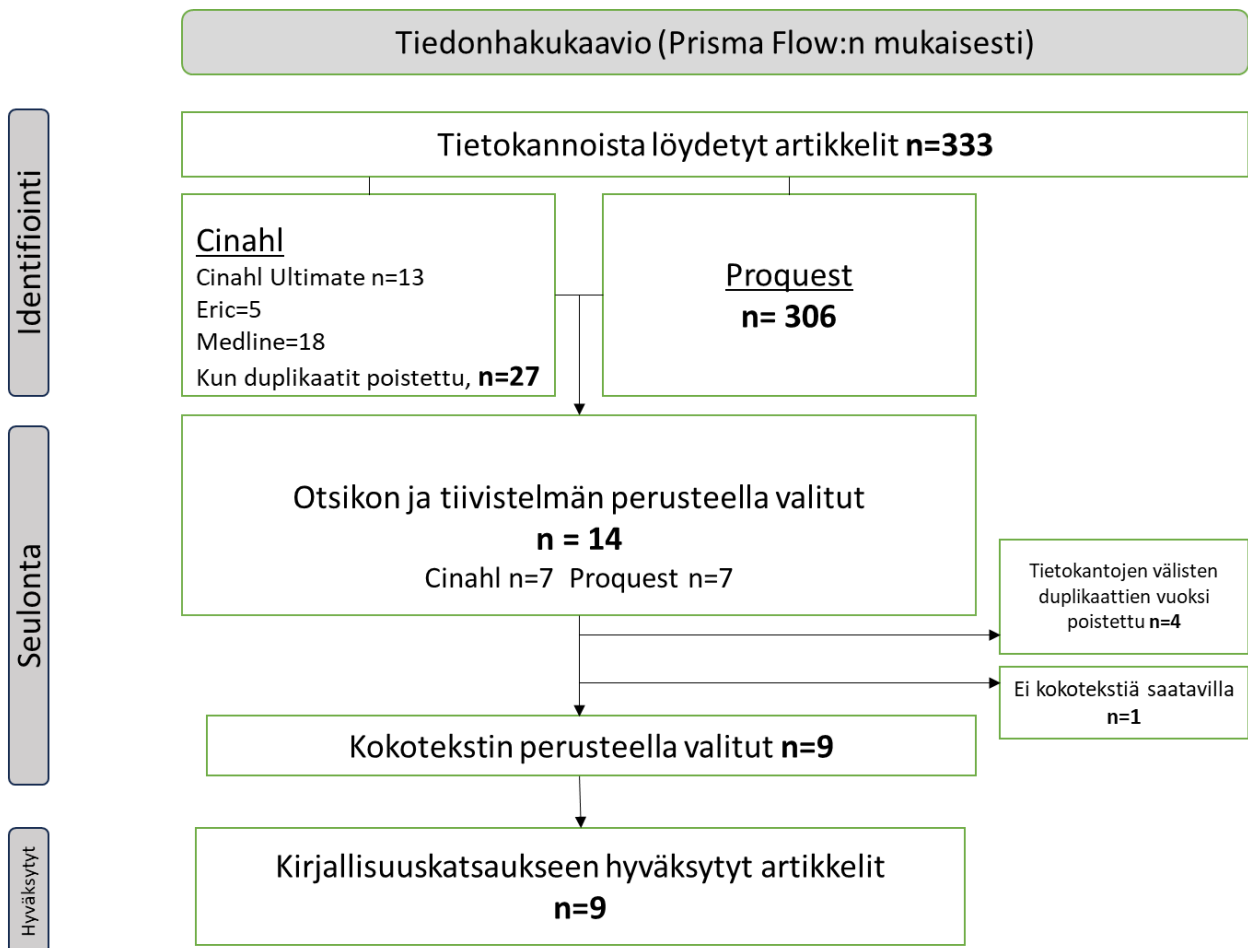 Tiedonhakukaavio (Prisma Flow:n mukaisesti)
Identifiointi
Tietokannoista löydetyt artikkelit n=333
Cinahl
Cinahl Ultimate n=13
Eric=5
Medline=18
Kun duplikaatit poistettu, n=27
Proquest
n= 306
Seulonta
Otsikon ja tiivistelmän perusteella valitut
n = 14
Cinahl n=7 Proquest n=7
Tietokantojen välisten
duplikaattien vuoksi
poistettu n=4
Ei kokotekstiä saatavilla
n=1
Kokotekstin perusteella valitut n=9
Hyväksytyt
Kirjallisuuskatsaukseen hyväksytyt artikkelit
n=9